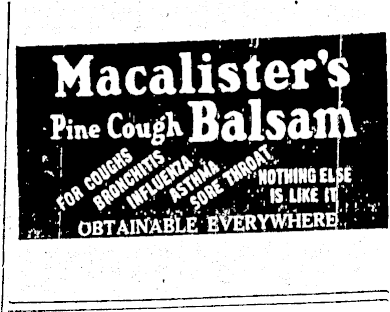 Macalister's
Pine Cough Balsam
FOR COUGHS
BRONCHITIS
INFLUENZA
ASTHMA
SORE THROAT
NOTHING ELSE
IS LIKE IT
OBTAINABLE EVERYWHERE